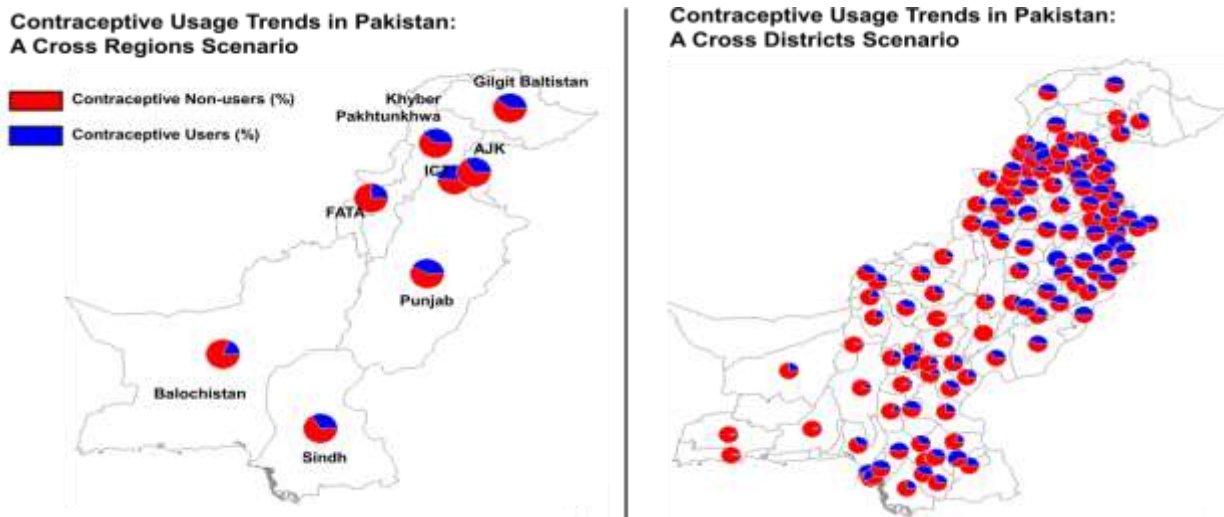 Contraceptive Usage Trends in Pakistan:
A Cross Regions Scenario
Contraceptive Non-users (%)
Contraceptive Users (%)
Gilgit Baltistan
Khyber
Pakhtunkhwa
AJK
ICT
FATA
Punjab
Balochistan
Sindh
Contraceptive Usage Trends in Pakistan:
A Cross Districts Scenario